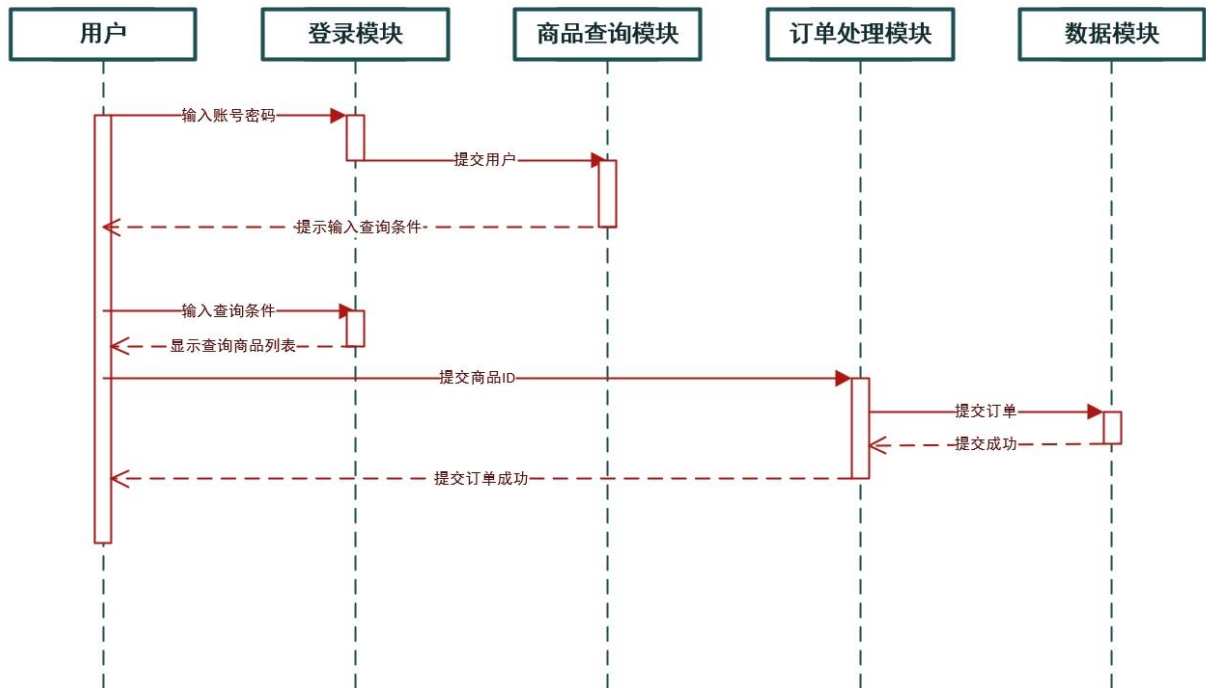 用户
登录模块
商品查询模块
订单处理模块
数据模块
输入账号密码
提交用户
提示输入查询条件
输入查询条件
显示查询商品列表
提交商品ID
提交订单
提交成功
提交订单成功